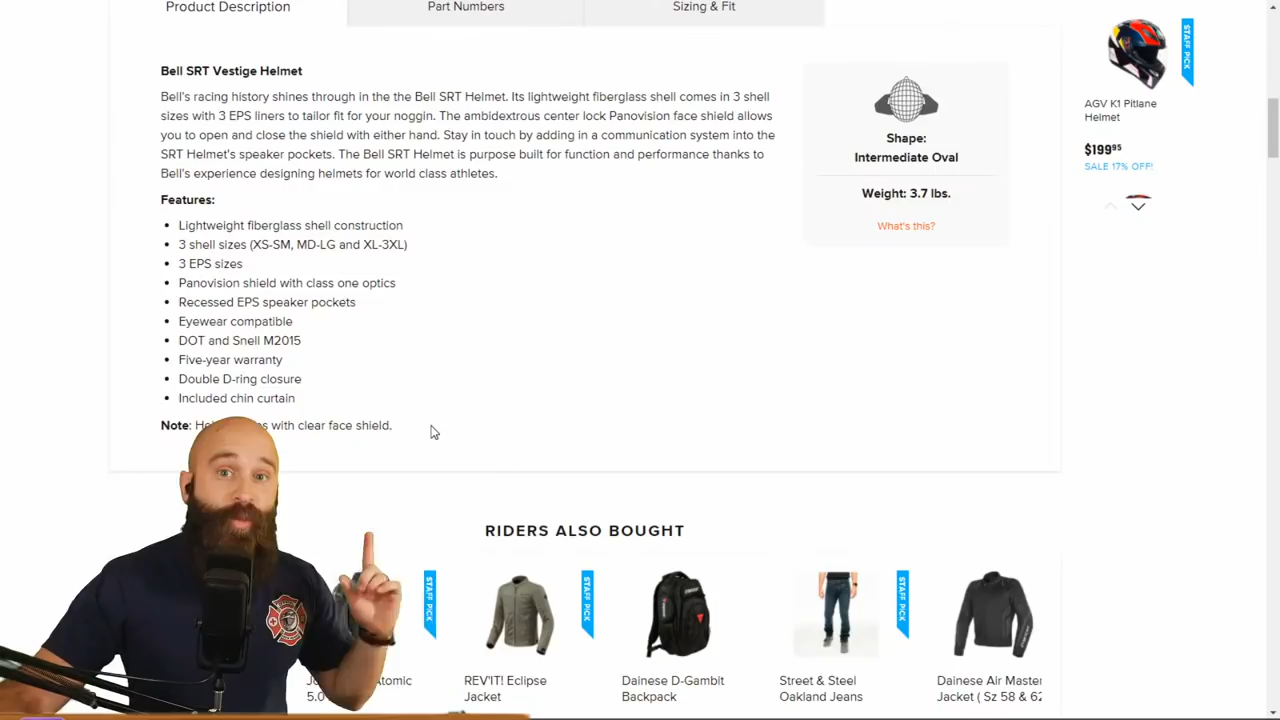 Product Description
Part Numbers
Sizing & Fit
Bell SRT Vestige Helmet
Bell's racing history shines through in the the Bell SRT Helmet. Its lightweight fiberglass shell comes in 3 shell
sizes with 3 EPS liners to tailor fit for your noggin. The ambidextrous center lock Panovision face shield allows
you to open and close the shield with either hand. Stay in touch by adding in a communication system into the
SRT Helmet's speaker pockets. The Bell SRT Helmet is purpose built for function and performance thanks to
Bell's experience designing helmets for world class athletes.
Features:
• Lightweight fiberglass shell construction
• 3 shell sizes (XS-SM, MD-LG and XL-3XL)
• 3 EPS sizes
• Panovision shield with class one optics
• Recessed EPS speaker pockets
• Eyewear compatible
• DOT and Snell M2015
• Five-year warranty
• Double D-ring closure
• Included chin curtain
Note: with clear face shield.
Shape:
Intermediate Oval
Weight: 3.7 lbs.
What's this?
STAFF PICK
AGV K1 Pitlane
Helmet
$199.95
SALE 17% OFF!
RIDERS ALSO BOUGHT
STAFF PICK
STAFF PICK
STAFF PICK
Atomic
5.0
REV'IT! Eclipse
Jacket
Dainese D-Gambit
Backpack
Street & Steel
Oakland Jeans
Dainese Air Master
Jacket ( Sz 58 & 62